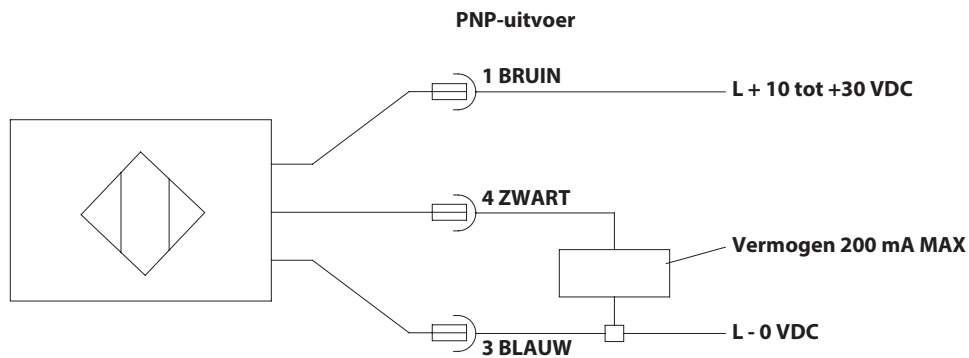 PNP-uitvoer
1 BRUIN
L + 10 tot +30 VDC
4 ZWART
Vermogen 200 mA MAX
L - 0 VDC
3 BLAUW